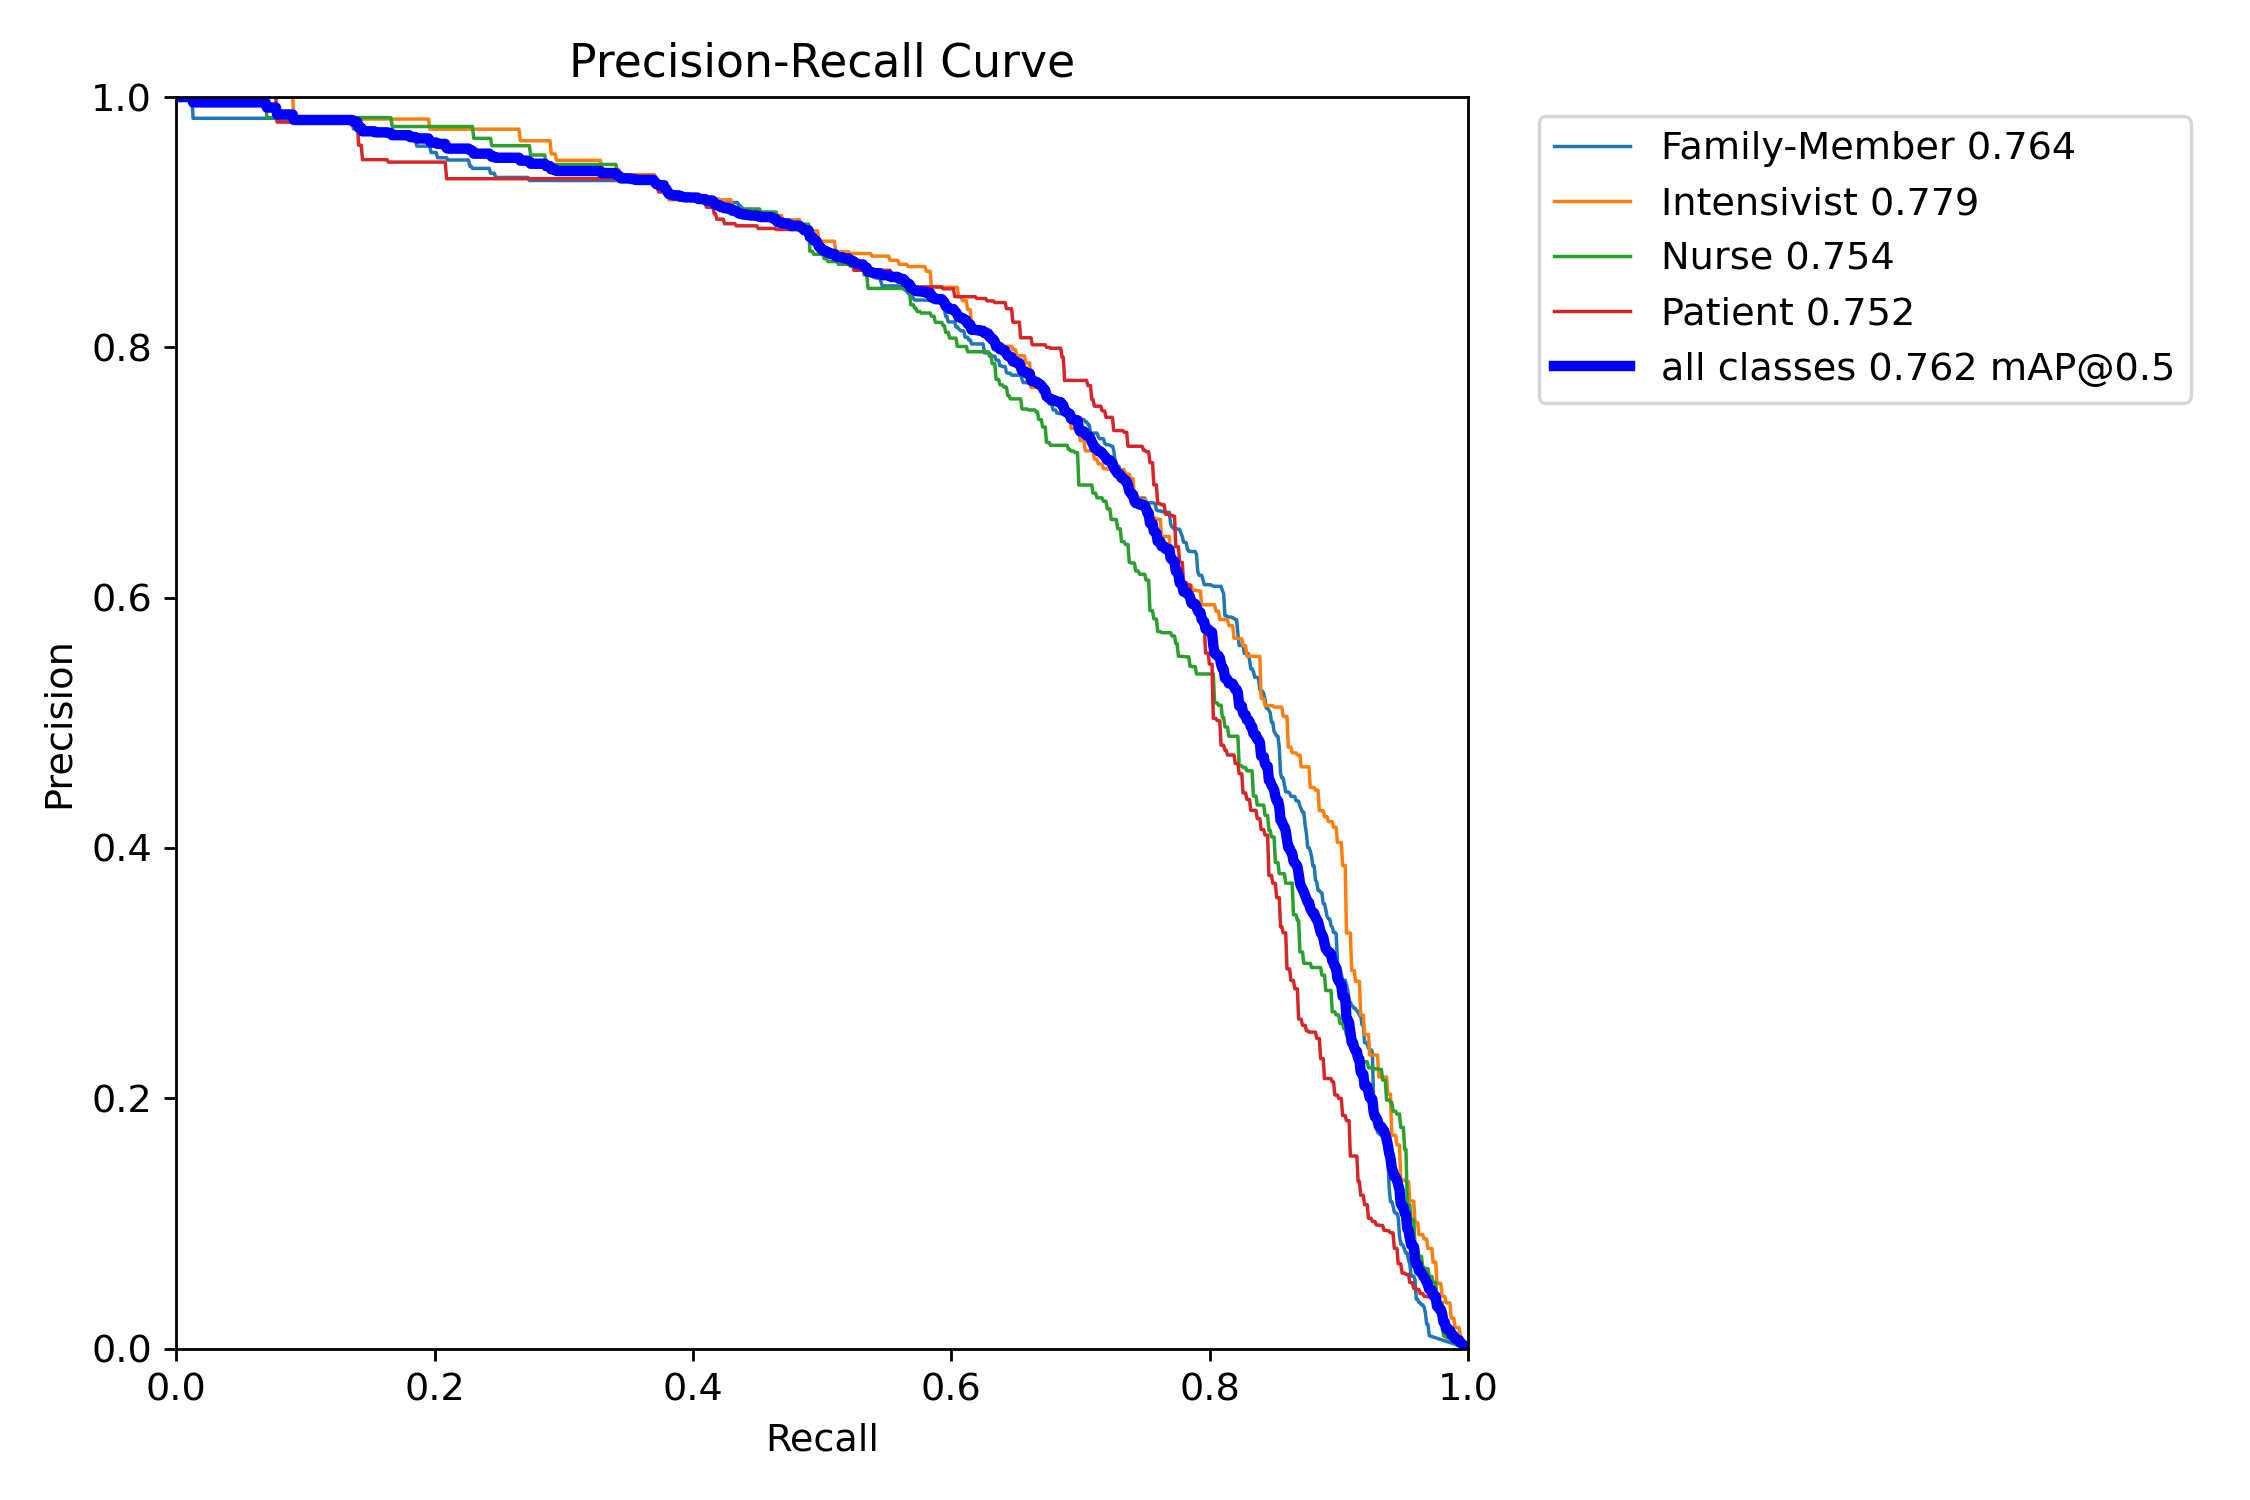 Precision-Recall Curve
1.0
0.8
0.6
0.4
0.2
0.0
Precision
0.0 0.2 0.4 0.6 0.8 1.0
Recall
Family-Member 0.764
Intensivist 0.779
Nurse 0.754
Patient 0.752
all classes 0.762 mAP@0.5